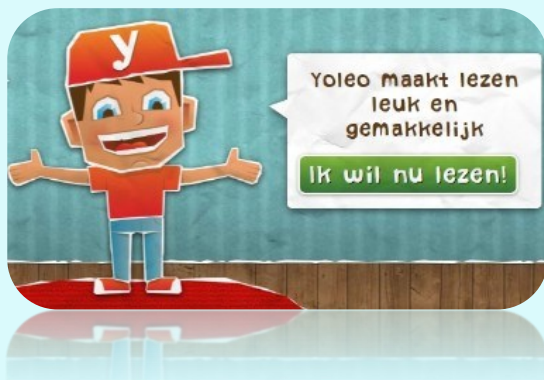 y
Yoleo maakt lezen
leuk en
gemakkelijk
Ik wil nu lezen!